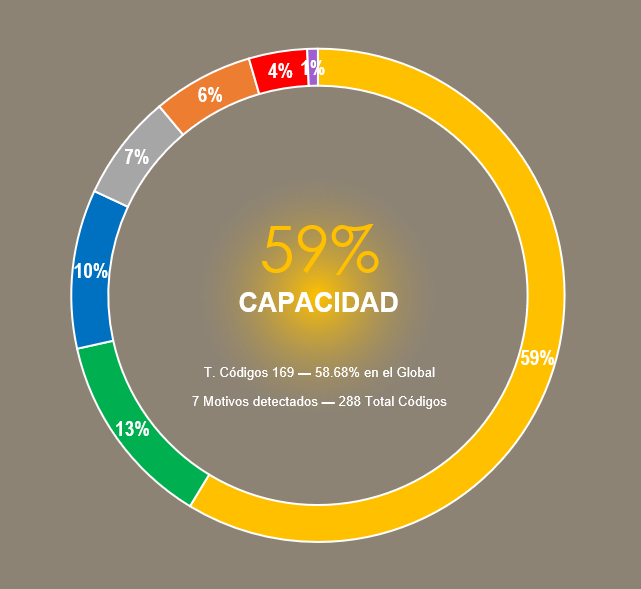 1%
4%
6%
7%
59%
CAPACIDAD
10%
59%
T. Códigos 169 — 58.68% en el Global
7 Motivos detectados — 288 Total Códigos
13%